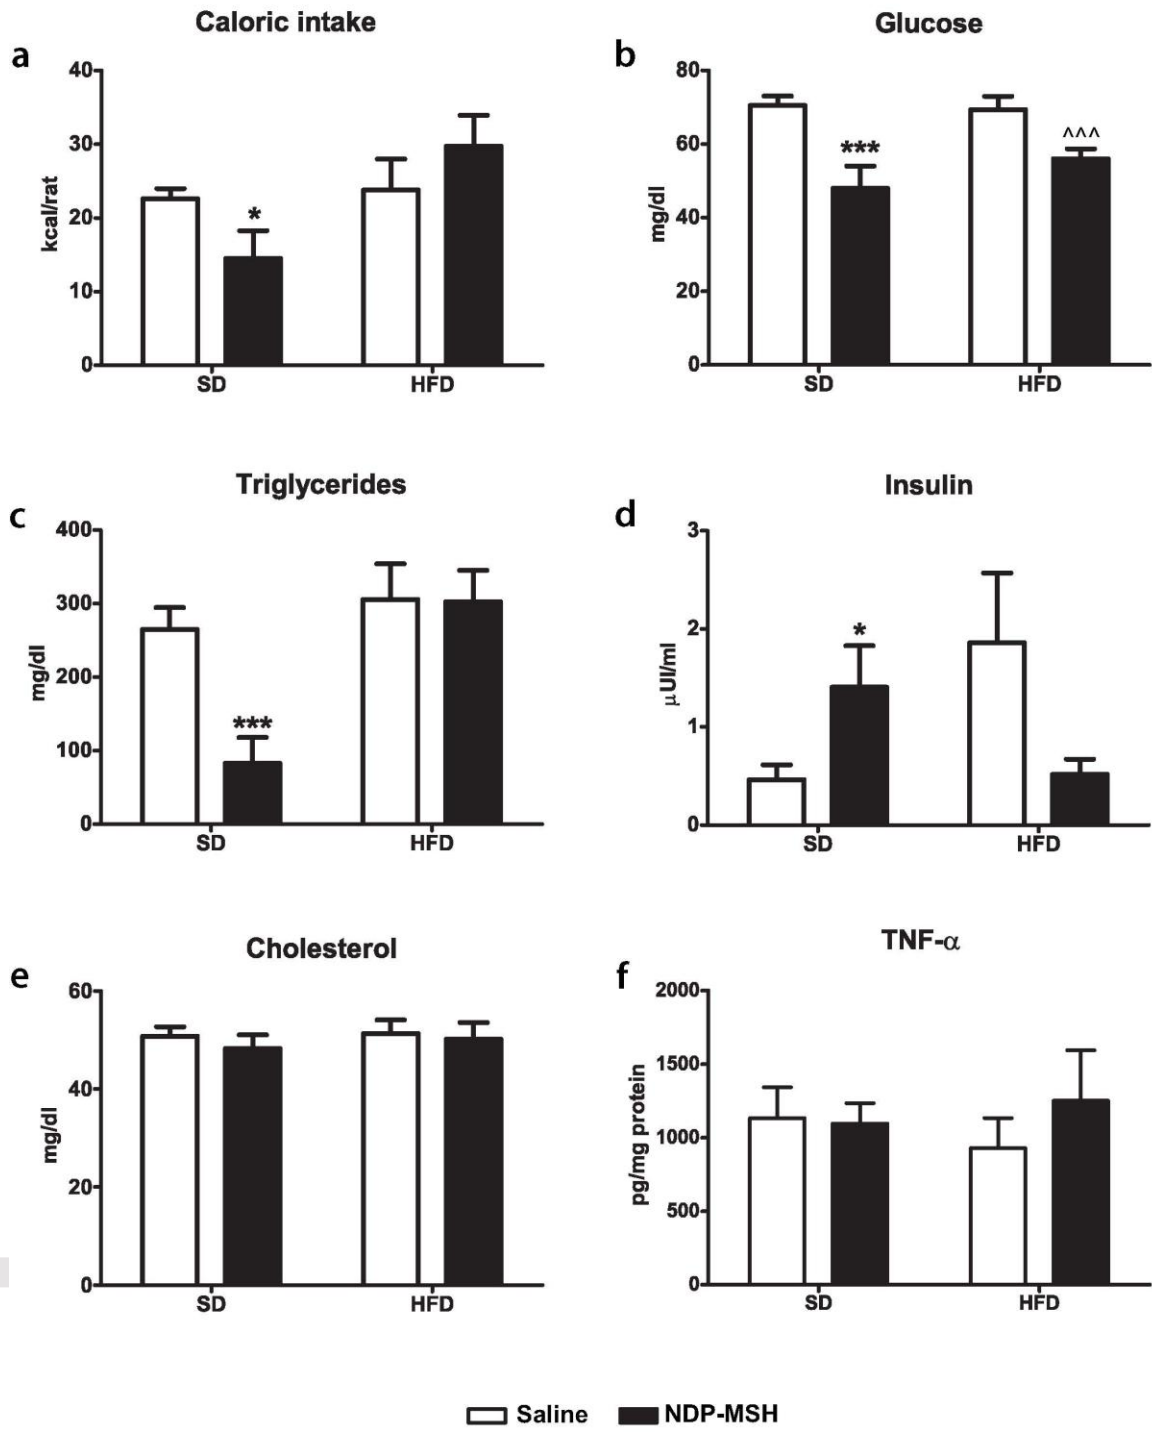 Caloric intake
a
40
30
20
10
0
kcal/rat
*
SD
HFD
Glucose
b
80
60
40
20
0
mg/dl
***
^^^
SD
HFD
Triglycerides
c
400
300
200
100
0
mg/dl
***
SD
HFD
Insulin
d
3
2
1
0
μUI/ml
*
SD
HFD
Cholesterol
e
60
40
20
0
mg/dl
SD
HFD
TNF-α
f
2000
1500
1000
500
0
pg/mg protein
SD
HFD
Saline NDP-MSH